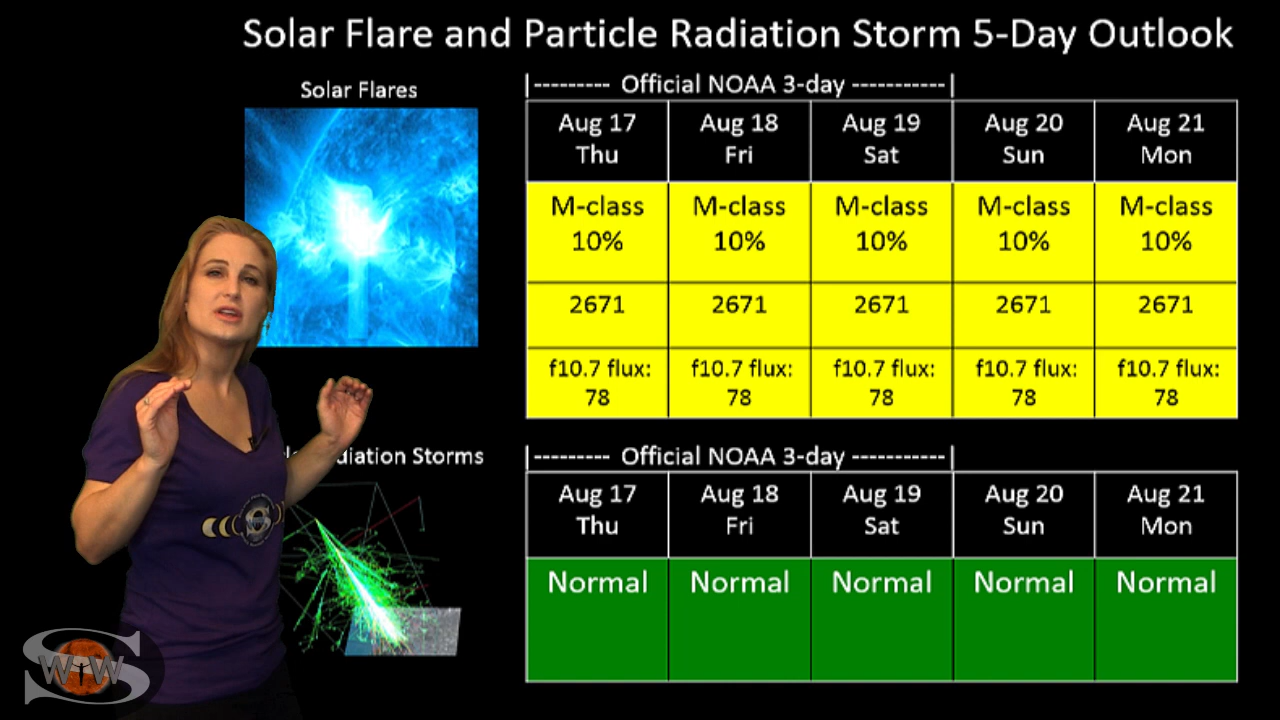 Solar Flare and Particle Radiation Storm 5-Day Outlook
Solar Flares
|--------- Official NOAA 3-day -----------|
Aug 17 Aug 18 Aug 19 Aug 20 Aug 21
Thu Fri Sat Sun Mon
M-class M-class M-class M-class M-class
10% 10% 10% 10% 10%
2671 2671 2671 2671 2671
f10.7 flux: f10.7 flux: f10.7 flux: f10.7 flux: f10.7 flux:
78 78 78 78 78
Storms
|--------- Official NOAA 3-day -----------|
Aug 17 Aug 18 Aug 19 Aug 20 Aug 21
Thu Fri Sat Sun Mon
Normal Normal Normal Normal Normal
S
WiW